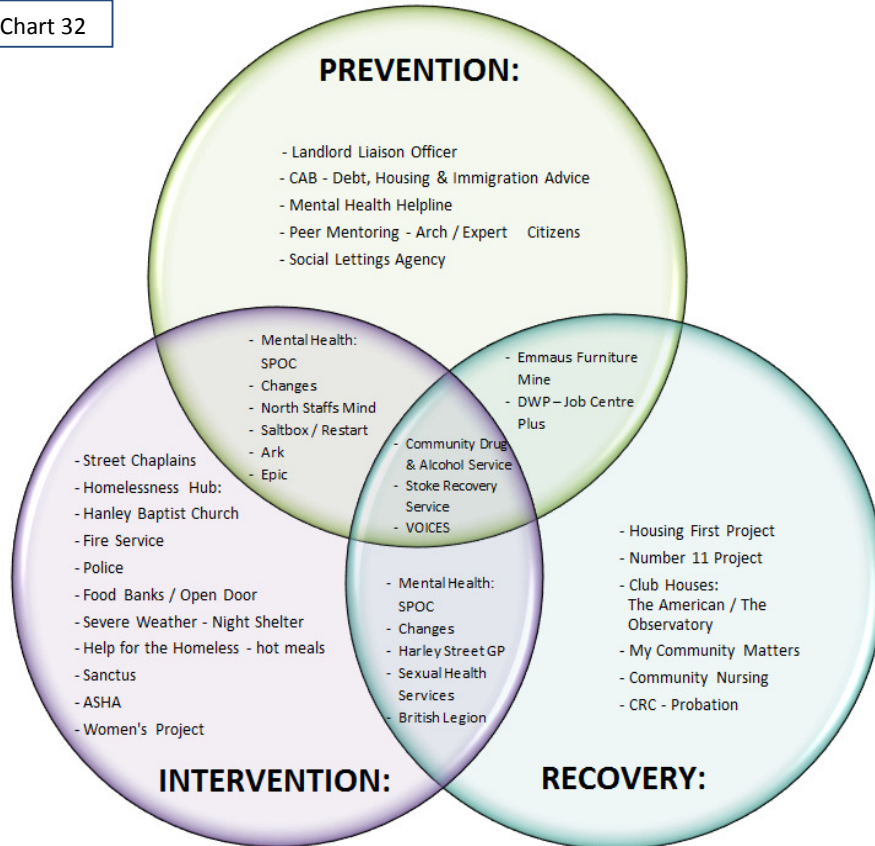 Chart 32
PREVENTION:
- Landlord Liaison Officer
- CAB - Debt, Housing & Immigration Advice
- Mental Health Helpline
- Peer Mentoring - Arch / Expert Citizens
- Social Lettings Agency
- Mental Health:
SPOC
- Changes
- North Staffs Mind
- Saltbox / Restart
- Ark
- Epic
- Emmaus Furniture
Mine
- DWP – Job Centre
Plus
- Community Drug
& Alcohol Service
- Stoke Recovery
Service
- VOICES
- Street Chaplains
- Homelessness Hub:
- Hanley Baptist Church
- Fire Service
- Police
- Food Banks / Open Door
- Severe Weather - Night Shelter
- Help for the Homeless - hot meals
- Sanctus
- ASHA
- Women's Project
- Mental Health:
SPOC
- Changes
- Harley Street GP
- Sexual Health
Services
- British Legion
- Housing First Project
- Number 11 Project
- Club Houses:
The American / The
Observatory
- My Community Matters
- Community Nursing
- CRC - Probation
INTERVENTION:
RECOVERY: